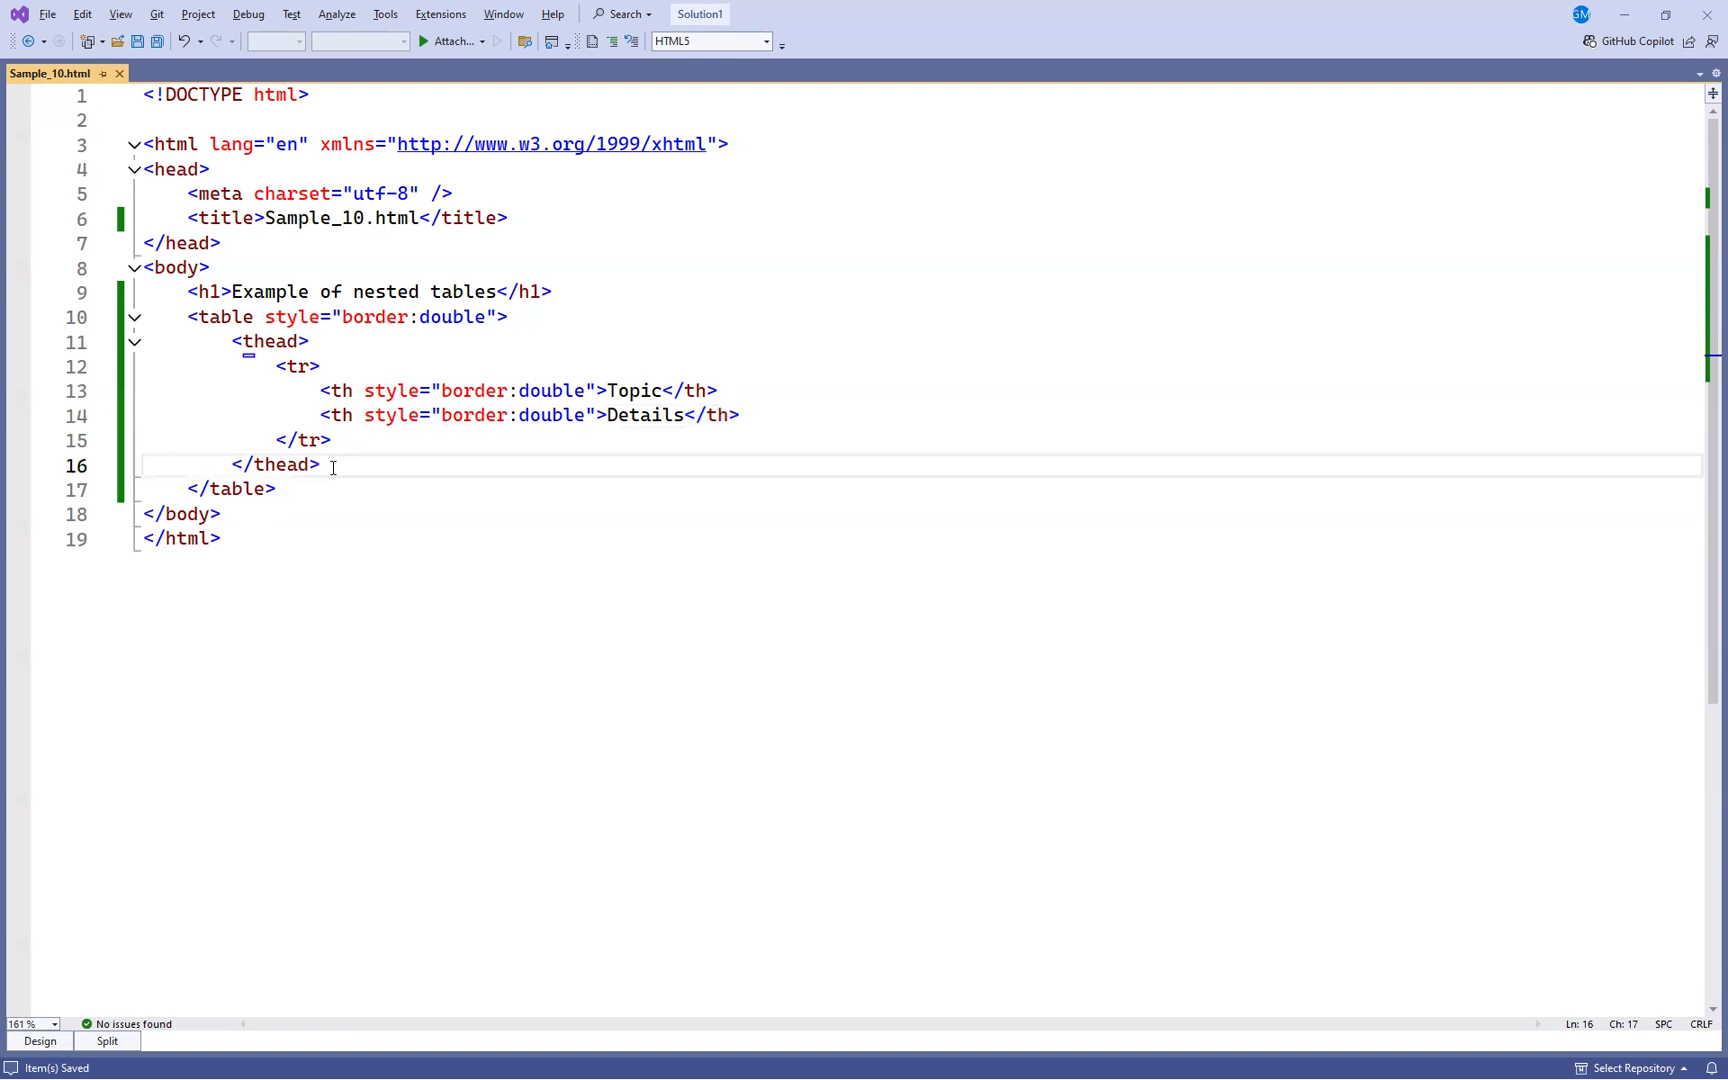 File Edit View Git Project Debug Test Analyze Tools Extensions Window Help Search Solution1 GM
Attach... HTML5 GitHub Copilot
Sample_10.html
1 <!DOCTYPE html>
2
3 <html lang="en" xmlns="http://www.w3.org/1999/xhtml">
4 <head>
5 <meta charset="utf-8" />
6 <title>Sample_10.html</title>
7 </head>
8 <body>
9 <h1>Example of nested tables</h1>
10 <table style="border:double">
11 <thead>
12 <tr>
13 <th style="border:double">Topic</th>
14 <th style="border:double">Details</th>
15 </tr>
16 </thead>
17 </table>
18 </body>
19 </html>
161 % No issues found Ln: 16 Ch: 17 SPC CRLF
Design Split
Item(s) Saved Select Repository